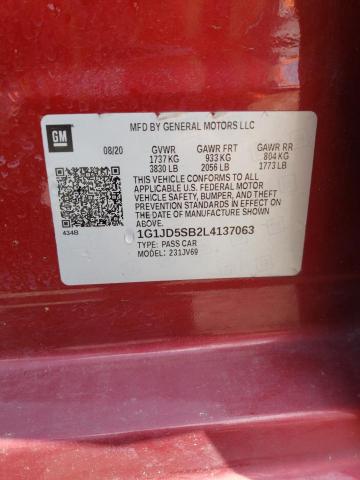 GM
MFD BY GENERAL MOTORS LLC
08/20 GVWR GAWR FRT GAWR RR
1737 KG 933 KG 804 KG
3830 LB 2056 LB 1773 LB
THIS VEHICLE CONFORMS TO ALL
APPLICABLE U.S. FEDERAL MOTOR
VEHICLE SAFETY, BUMPER, AND THEFT
PREVENTION STANDARDS IN EFFECT ON
THE DATE OF MANUFACTURE SHOWN
ABOVE.
434B
1G1JD5SB2L4137063
TYPE: PASS CAR
MODEL: 231JV69